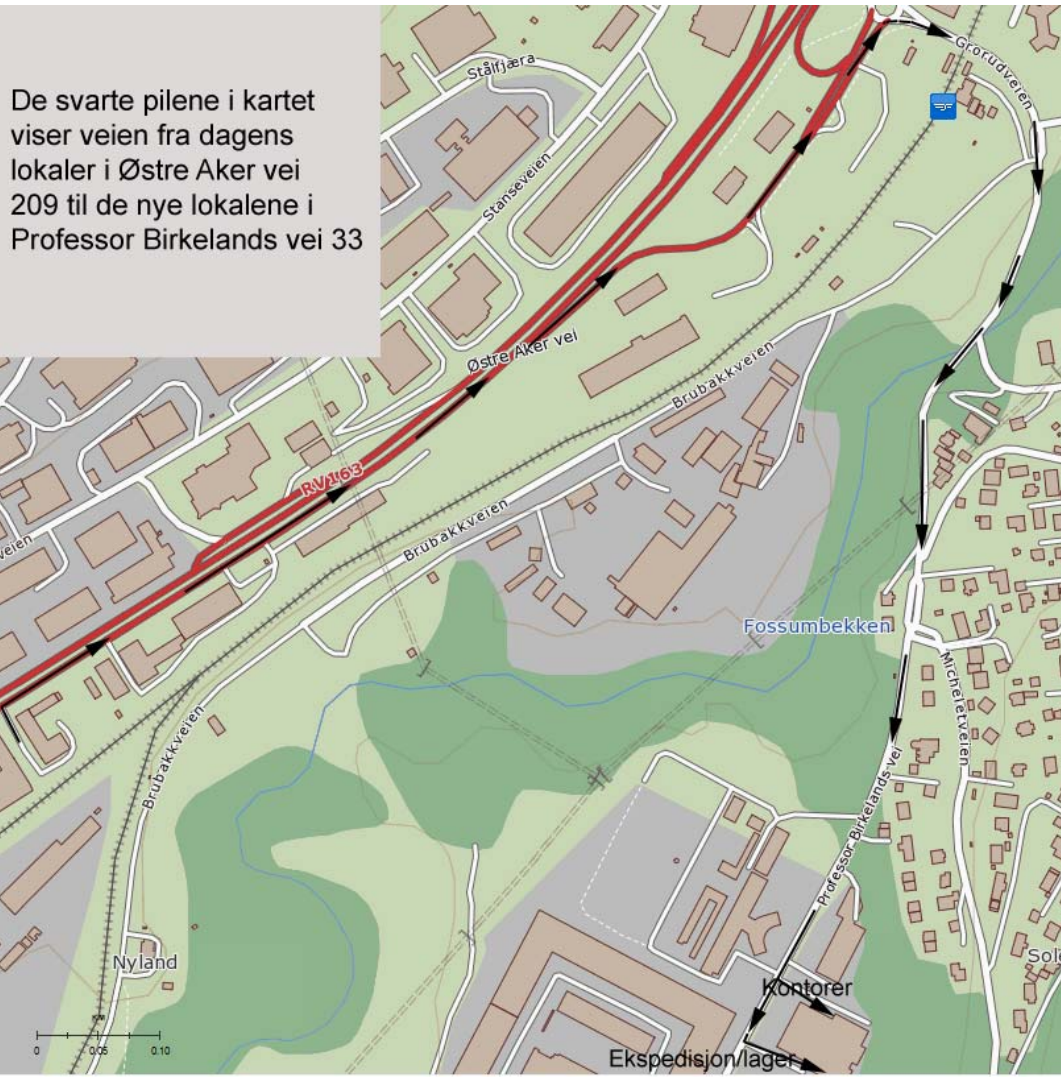 De svarte pilene i kartet
viser veien fra dagens
lokaler i Østre Aker vei
209 til de nye lokalene i
Professor Birkelands vei 33
Grorudveien
Stålfjæra
Stanseveien
Østre Aker vei
Brubakkveien
RV163
Brubakkveien
veien
Fossumbekken
Micheletveien
Brubakkveien
Professor Birkelands vei
Nyland
Sole
Kontorer
0 0.05 0.10
Ekspedisjon/lager